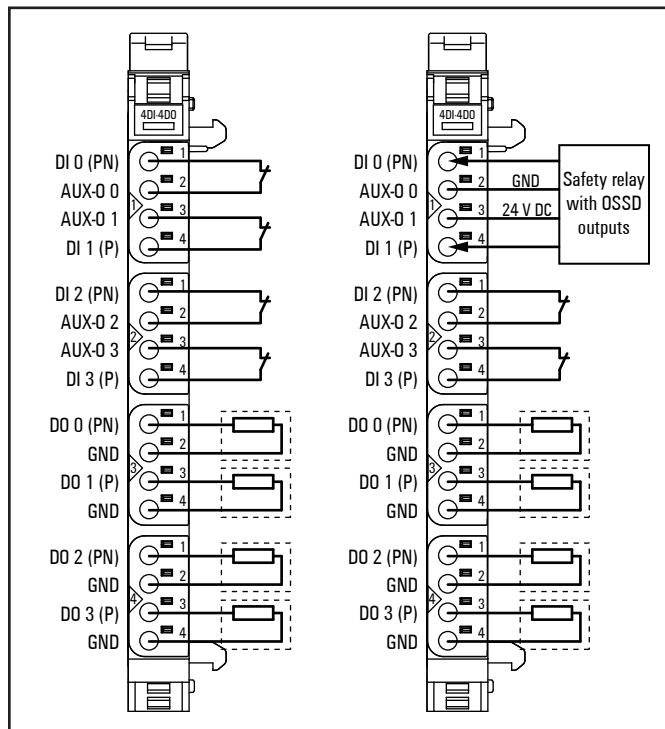 4DI-4DO
DI 0 (PN) 1
AUX-O 0 2
AUX-O 1 3
DI 1 (P) 4
1
DI 2 (PN) 1
AUX-O 2 2
AUX-O 3 3
DI 3 (P) 4
2
DO 0 (PN) 1
GND 2
DO 1 (P) 3
GND 4
3
DO 2 (PN) 1
GND 2
DO 3 (P) 3
GND 4
4
4DI-4DO
DI 0 (PN) 1
AUX-O 0 2 GND
AUX-O 1 3 24 V DC
DI 1 (P) 4
1
Safety relay
with OSSD
outputs
DI 2 (PN) 1
AUX-O 2 2
AUX-O 3 3
DI 3 (P) 4
2
DO 0 (PN) 1
GND 2
DO 1 (P) 3
GND 4
3
DO 2 (PN) 1
GND 2
DO 3 (P) 3
GND 4
4